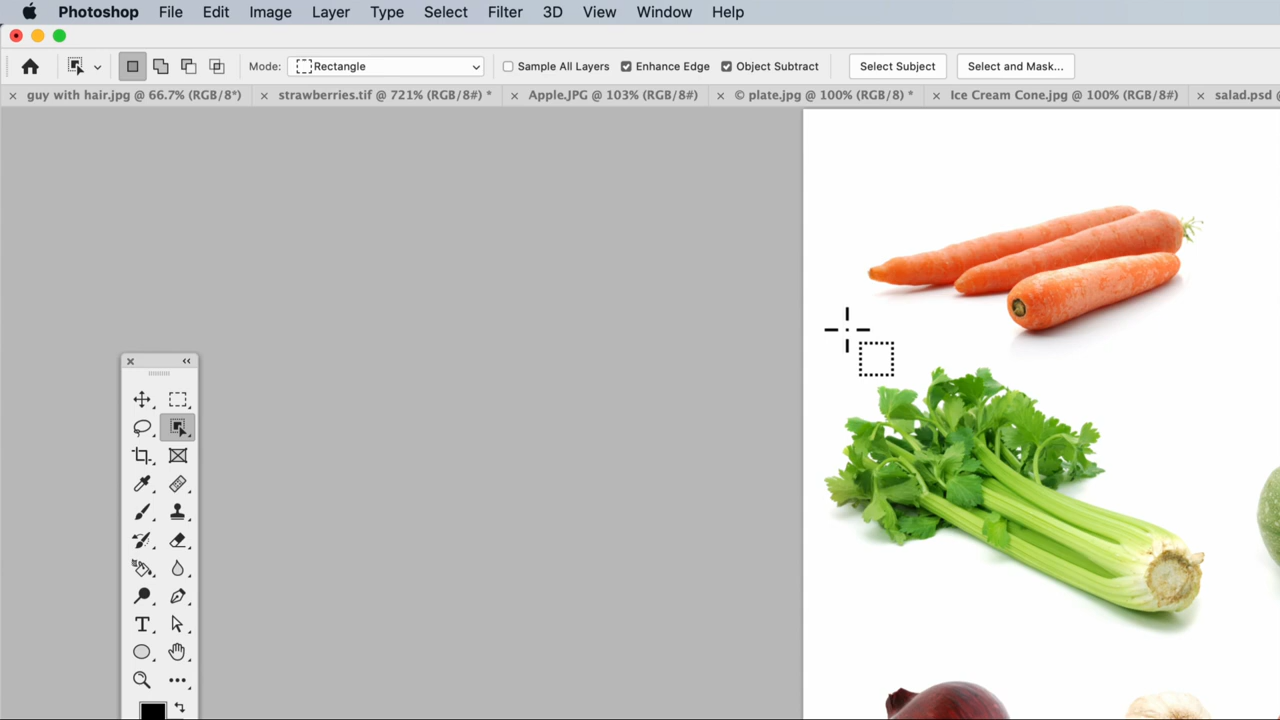 Photoshop File Edit Image Layer Type Select Filter 3D View Window Help
Mode: Rectangle Sample All Layers Enhance Edge Object Subtract Select Subject Select and Mask...
guy with hair.jpg @ 66.7% (RGB/8*) strawberries.tif @ 721% (RGB/8#) * Apple.JPG @ 103% (RGB/8#) © plate.jpg @ 100% (RGB/8) * Ice Cream Cone.jpg @ 100% (RGB/8#) salad.psd @